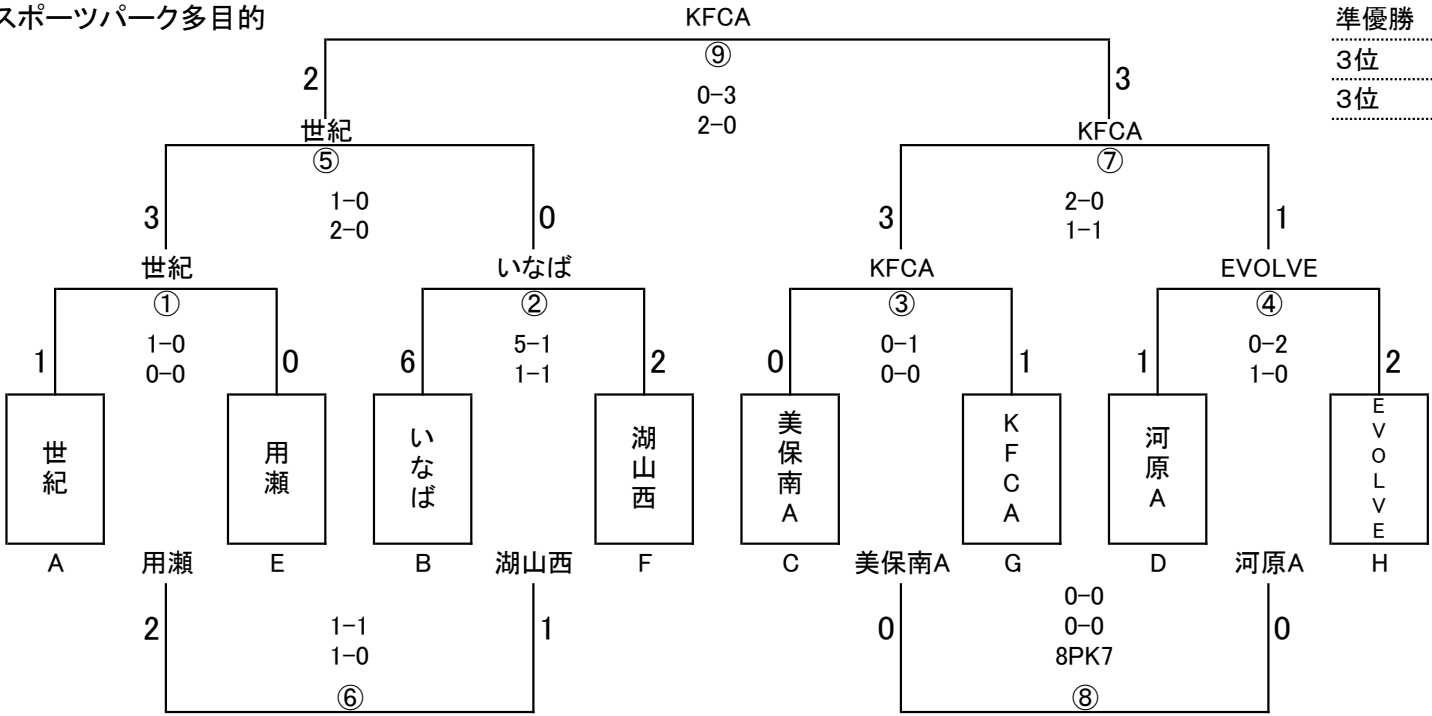 スポーツパーク多目的
KFCA
準優勝
⑨
3位
2
3
0-3
3位
2-0
世紀
KFCA
⑤
⑦
1-0
2-0
3
0
3
1
2-0
1-1
世紀
いなば
KFCA
EVOLVE
①
②
③
④
1-0
5-1
0-1
0-2
1
0
6
2
0
1
1
2
0-0
1-1
0-0
1-0
世紀
用瀬
いなば
湖山西
美保南A
KFCA
河原A
EVOLVE
A
用瀬
E
B
湖山西
F
C
美保南A
G
D
河原A
H
2
1-1
1
0
0-0
0
1-0
0-0
8PK7
⑥
⑧